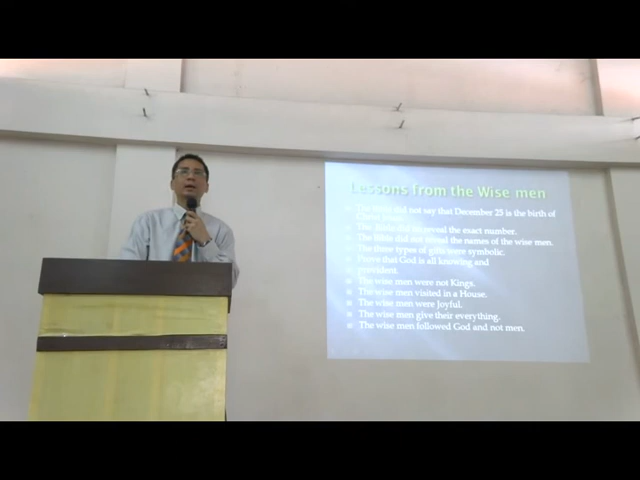 Lessons from the Wise men
The Bible did not say that December 25 is the birth of
The Bible did not reveal the exact number.
The Bible did not reveal the names of the wise men.
The three types of gifts were symbolic.
Prove that God is all knowing and
provident.
The wise men were not Kings.
The wise men visited in a House.
The wise men were Joyful.
The wise men give their everything.
The wise men followed God and not men.